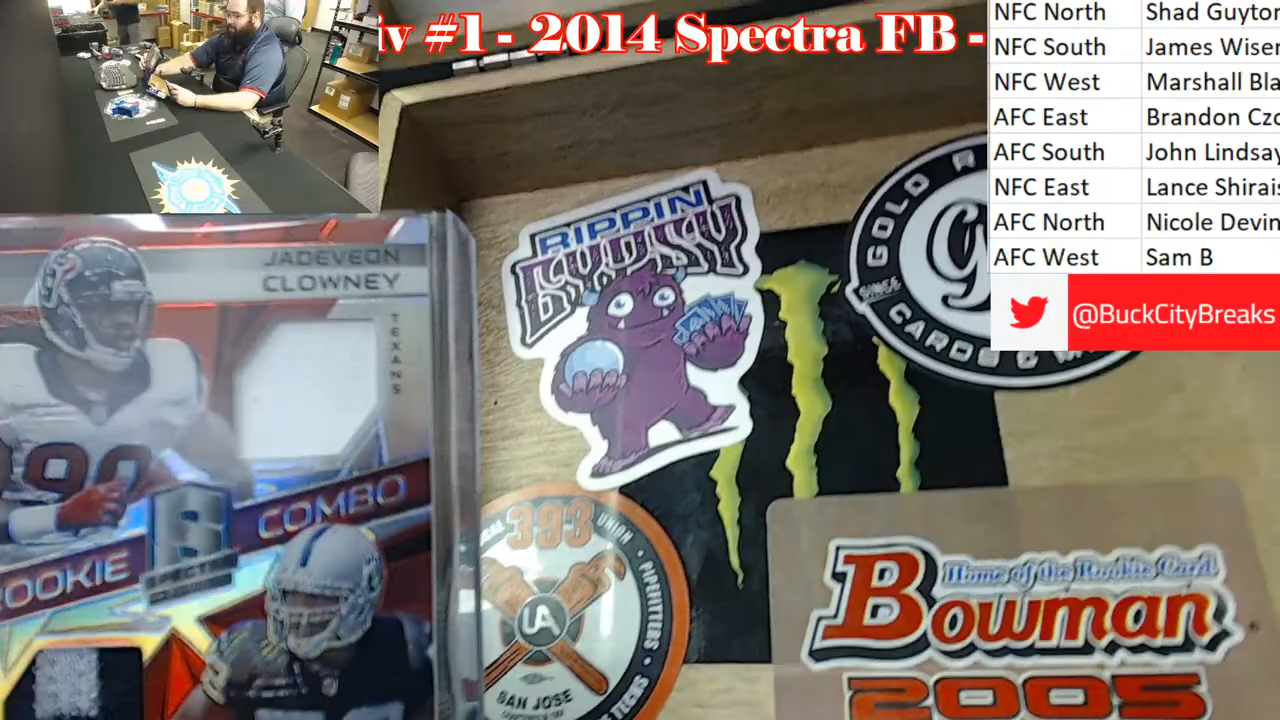 iv #1 - 2014 Spectra FB -
NFC North Shad Guyton
NFC South James Wiser
NFC West Marshall Bla
AFC East Brandon Czo
AFC South John Lindsay
NFC East Lance Shirais
AFC North Nicole Devin
AFC West Sam B
@BuckCityBreaks
JADEVEON
CLOWNEY
TEXANS
90
ROOKIE COMBO
RIPPIN
GOLD R
SINCE
CARDS &
393
UNION
PIPEFITTERS
UA
SAN JOSE
Home of the Rookie Card
Bowman
2005